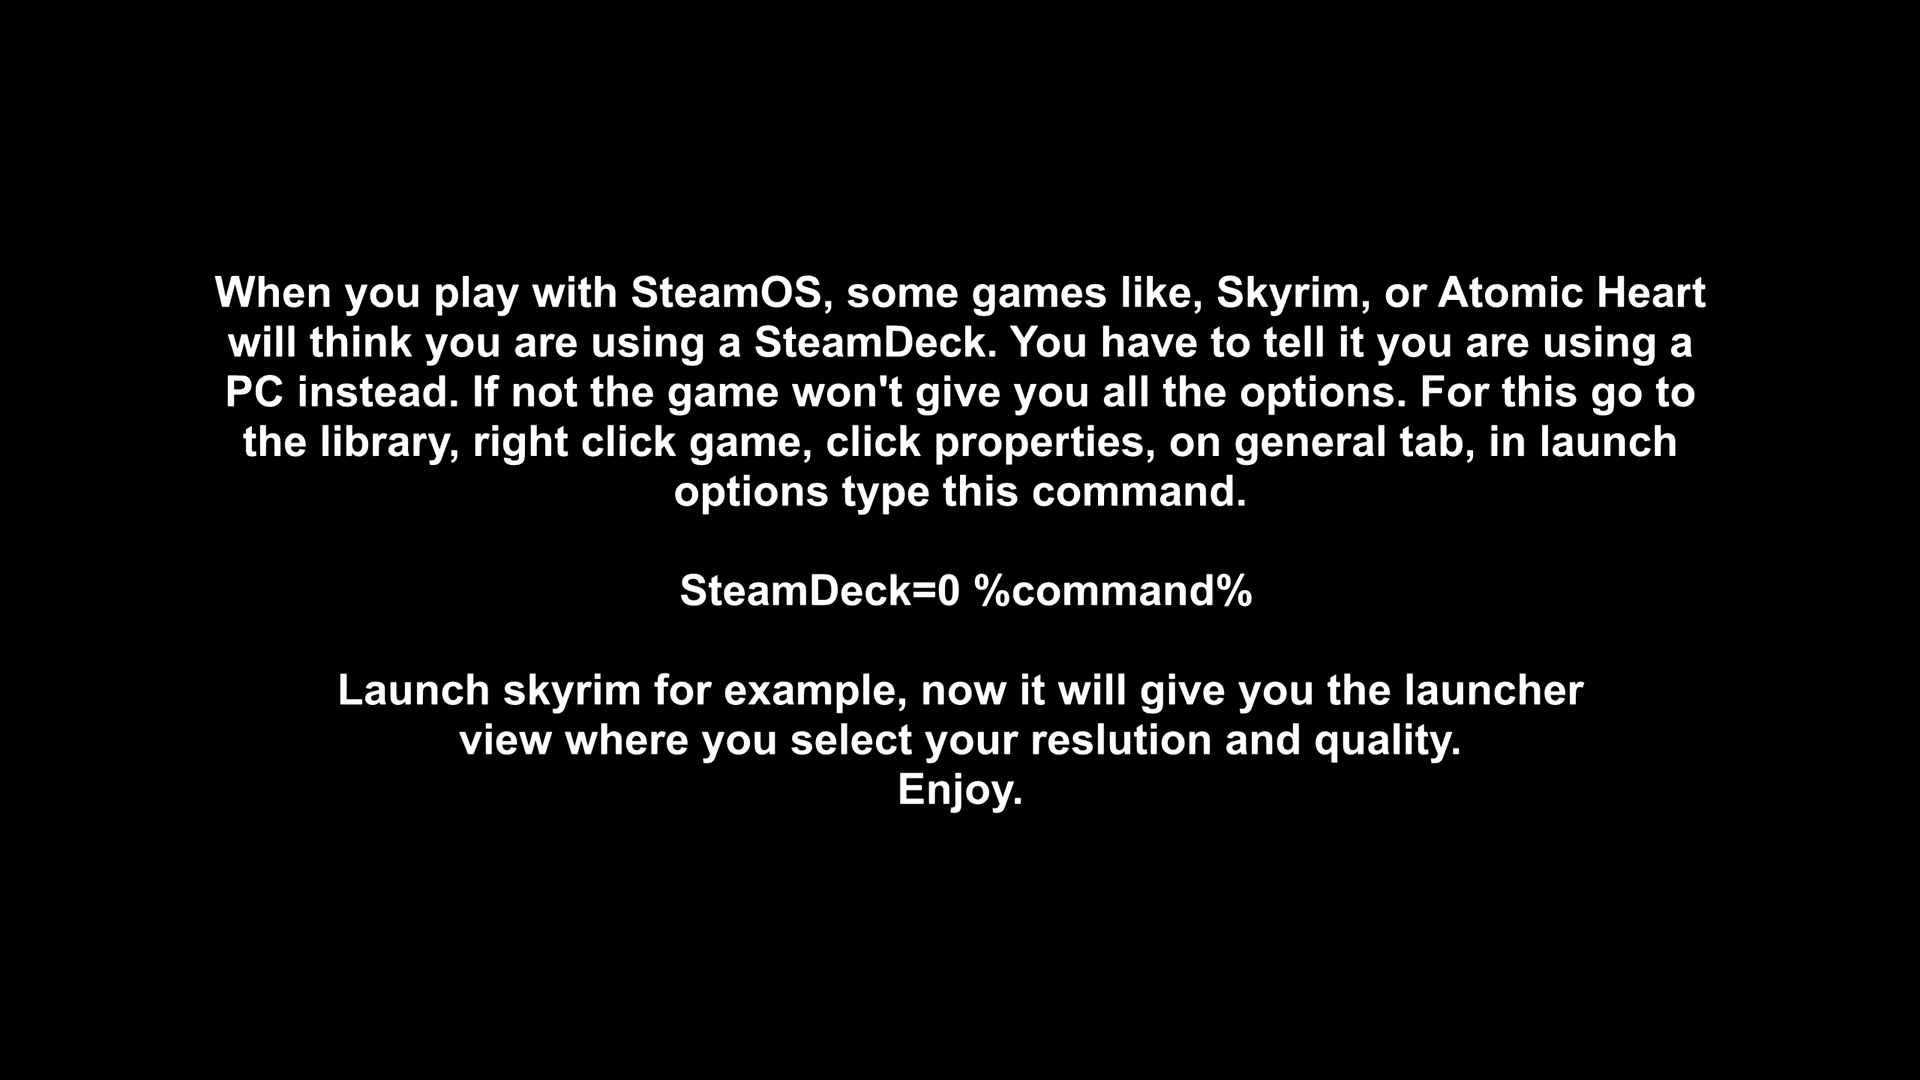 When you play with SteamOS, some games like, Skyrim, or Atomic Heart
will think you are using a SteamDeck. You have to tell it you are using a
PC instead. If not the game won't give you all the options. For this go to
the library, right click game, click properties, on general tab, in launch
options type this command.
SteamDeck=0 %command%
Launch skyrim for example, now it will give you the launcher
view where you select your reslution and quality.
Enjoy.